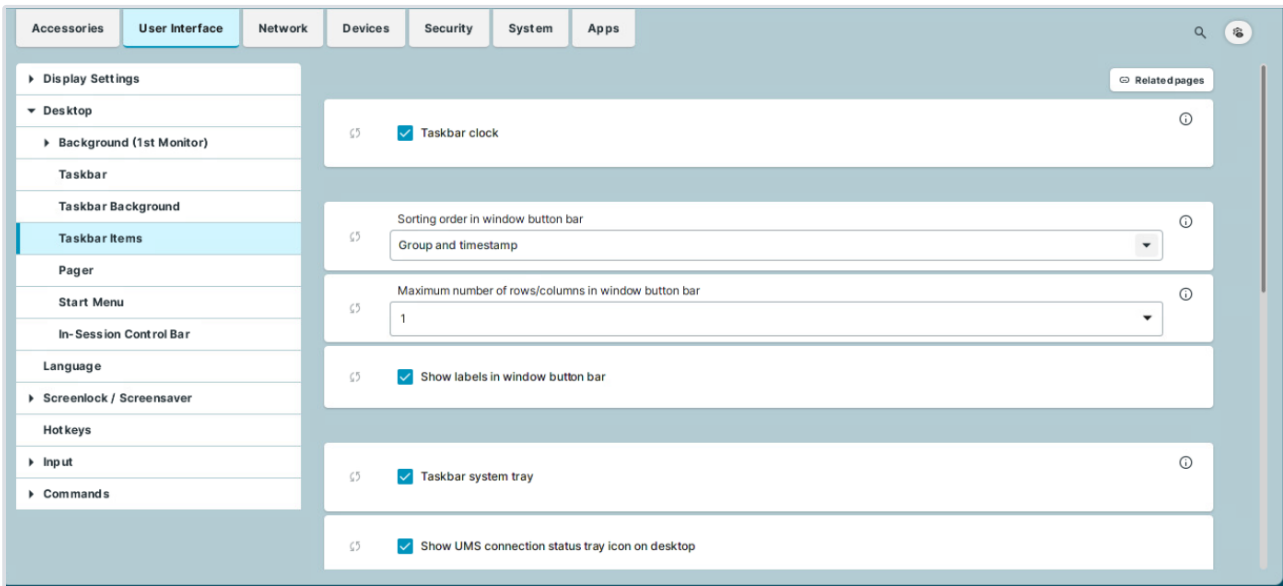 Accessories
User Interface
Network
Devices
Security
System
Apps
Display Settings
Desktop
Background (1st Monitor)
Taskbar
Taskbar Background
Taskbar Items
Pager
Start Menu
In-Session Control Bar
Language
Screenlock / Screensaver
Hotkeys
Input
Commands
Related pages
Taskbar clock
Sorting order in window button bar
Group and timestamp
Maximum number of rows/columns in window button bar
1
Show labels in window button bar
Taskbar system tray
Show UMS connection status tray icon on desktop